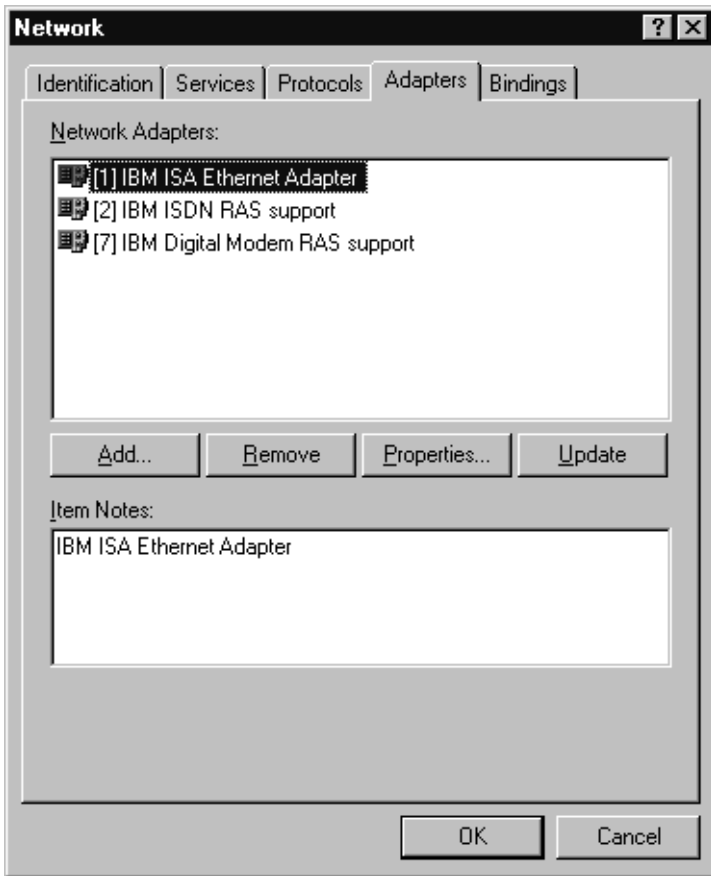 Network
Identification Services Protocols Adapters Bindings
Network Adapters:
[1] IBM ISA Ethernet Adapter
[2] IBM ISDN RAS support
[7] IBM Digital Modem RAS support
Add... Remove Properties... Update
Item Notes:
IBM ISA Ethernet Adapter
OK Cancel